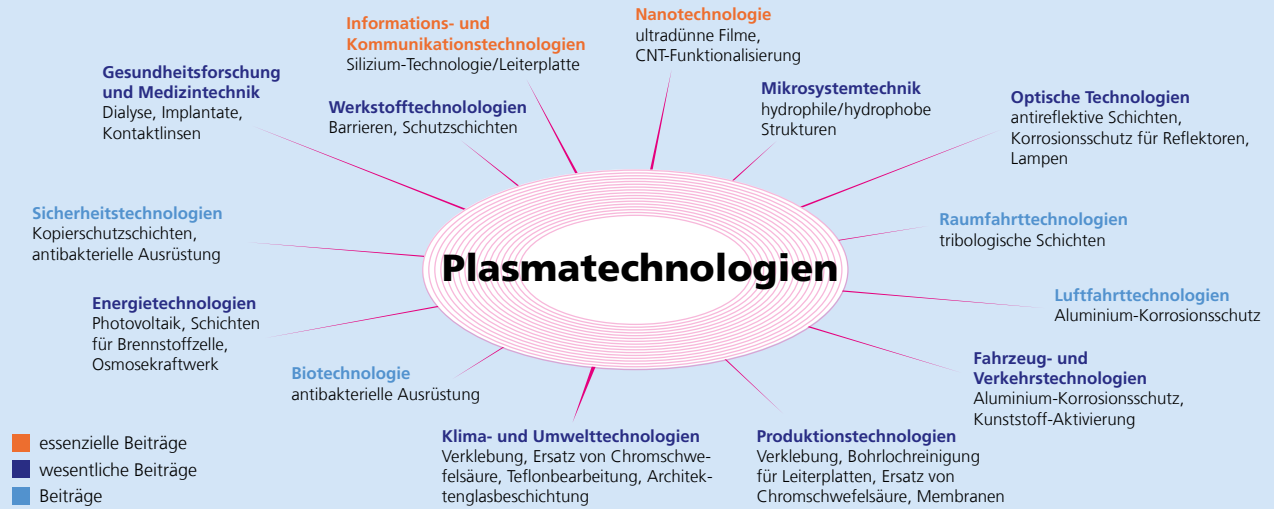 Informations- und
Kommunikationstechnologien
Silizium-Technologie/Leiterplatte
Nanotechnologie
ultradünne Filme,
CNT-Funktionalisierung
Gesundheitsforschung
und Medizintechnik
Dialyse, Implantate,
Kontaktlinsen
Werkstofftechnolologien
Barrieren, Schutzschichten
Mikrosystemtechnik
hydrophile/hydrophobe
Strukturen
Optische Technologien
antireflektive Schichten,
Korrosionsschutz für Reflektoren,
Lampen
Sicherheitstechnologien
Kopierschutzschichten,
antibakterielle Ausrüstung
Raumfahrttechnologien
tribologische Schichten
Plasmatechnologien
Energietechnologien
Photovoltaik, Schichten
für Brennstoffzelle,
Osmosekraftwerk
Luftfahrttechnologien
Aluminium-Korrosionsschutz
Biotechnologie
antibakterielle Ausrüstung
Fahrzeug- und
Verkehrstechnologien
Aluminium-Korrosionsschutz,
Kunststoff-Aktivierung
Klima- und Umwelttechnologien
Verklebung, Ersatz von Chromschwe-
felsäure, Teflonbearbeitung, Architek-
tenglasbeschichtung
Produktionstechnologien
Verklebung, Bohrlochreinigung
für Leiterplatten, Ersatz von
Chromschwefelsäure, Membranen
essenzielle Beiträge
wesentliche Beiträge
Beiträge